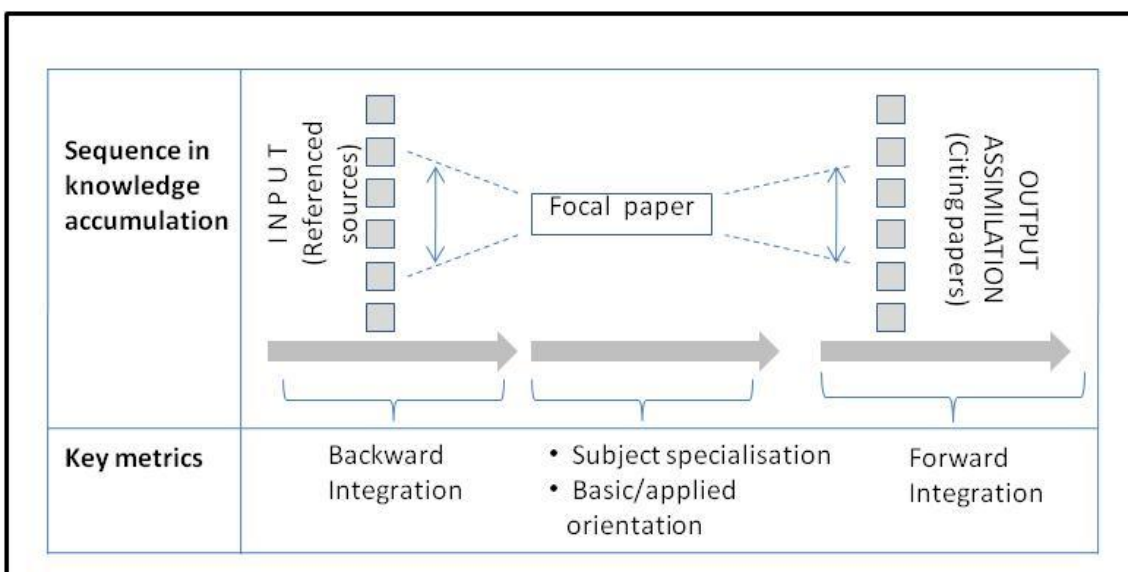 Sequence in
knowledge
accumulation
I N P U T
(Referenced
sources)
Focal paper
OUTPUT
ASSIMILATION
(Citing papers)
Key metrics
Backward
Integration
• Subject specialisation
• Basic/applied
orientation
Forward
Integration